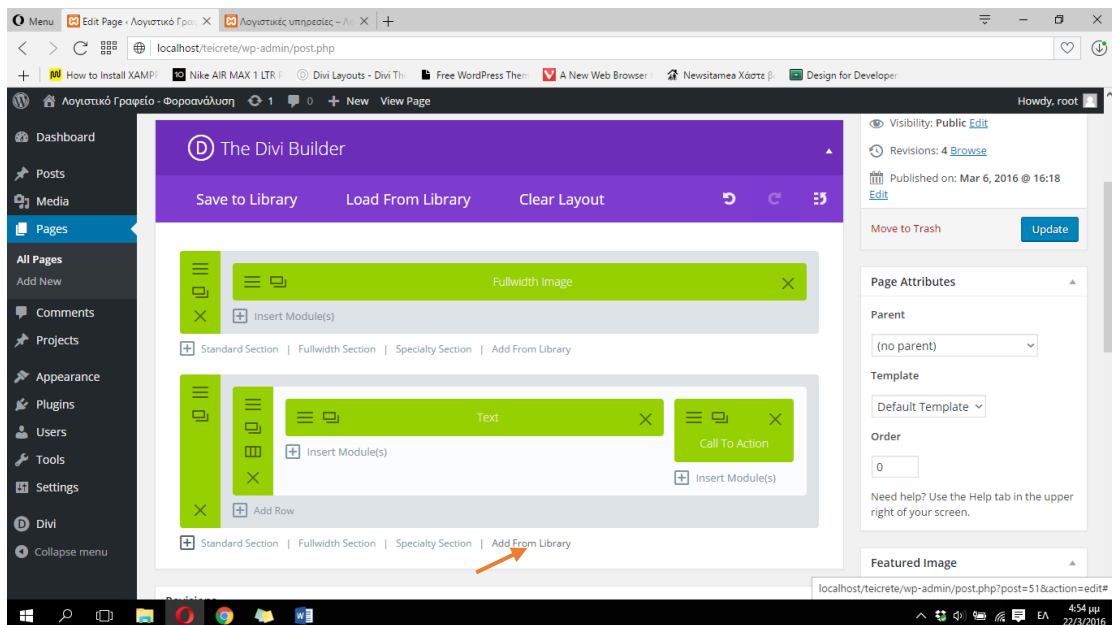 Menu
Edit Page ‹ Λογιστικό Γρα
Λογιστικές υπηρεσίες – Λο
localhost/teicrete/wp-admin/post.php
How to Install XAMPP
Nike AIR MAX 1 LTR
Divi Layouts - Divi Th
Free WordPress Them
A New Web Browser
Newsitamea Χάστε β
Design for Developer
Λογιστικό Γραφείο - Φοροανάλυση 1 0 + New View Page
Howdy, root
Dashboard
Posts
Media
Pages
All Pages
Add New
Comments
Projects
Appearance
Plugins
Users
Tools
Settings
Divi
Collapse menu
D The Divi Builder
Save to Library Load From Library Clear Layout
Fullwidth Image
Insert Module(s)
Standard Section | Fullwidth Section | Specialty Section | Add From Library
Text
Insert Module(s)
Call To Action
Insert Module(s)
Add Row
Standard Section | Fullwidth Section | Specialty Section | Add From Library
Visibility: Public Edit
Revisions: 4 Browse
Published on: Mar 6, 2016 @ 16:18
Edit
Move to Trash
Update
Page Attributes
Parent
(no parent)
Template
Default Template
Order
0
Need help? Use the Help tab in the upper
right of your screen.
Featured Image
localhost/teicrete/wp-admin/post.php?post=51&action=edit#
ΕΛ
4:54 μμ
22/3/2016